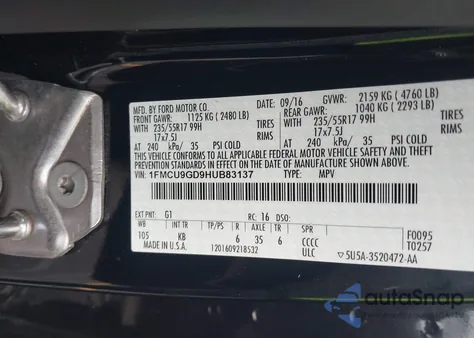 MFD. BY FORD MOTOR CO.
DATE: 09/16 GVWR: 2159 KG ( 4760 LB)
FRONT GAWR: 1125 KG ( 2480 LB) REAR GAWR: 1040 KG ( 2293 LB)
WITH WITH
235/55R17 99H 235/55R17 99H
17x7.5J 17x7.5J
AT 240 kPa/ 35 PSI COLD AT 240 kPa/ 35 PSI COLD
THIS VEHICLE CONFORMS TO ALL APPLICABLE FEDERAL MOTOR VEHICLE SAFETY AND THEFT
PREVENTION STANDARDS IN EFFECT ON THE DATE OF MANUFACTURE SHOWN ABOVE.
VIN: 1FMCU9GD9HUB83137 TYPE: MPV
EXT PNT: G1 RC: 16 DSO: F0095
WB INT TR TP/PS R AXLE TR SPR T0257
105 KB 6 35 6 CCCC
MADE IN U.S.A. 1201609218532 ULC 5U5A-3520472-AA
autoSnap